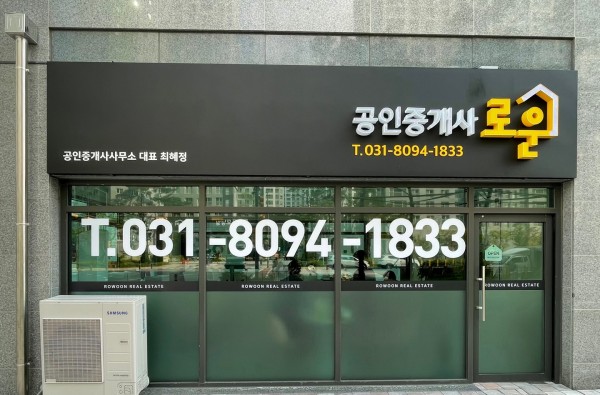 공인중개사 로운
T. 031-8094-1833
공인중개사사무소 대표 최혜정
T. 031-8094-1833
ROWOON REAL ESTATE ROWOON REAL ESTATE ROWOON REAL ESTATE ROWOON REAL ESTATE
SAMSUNG